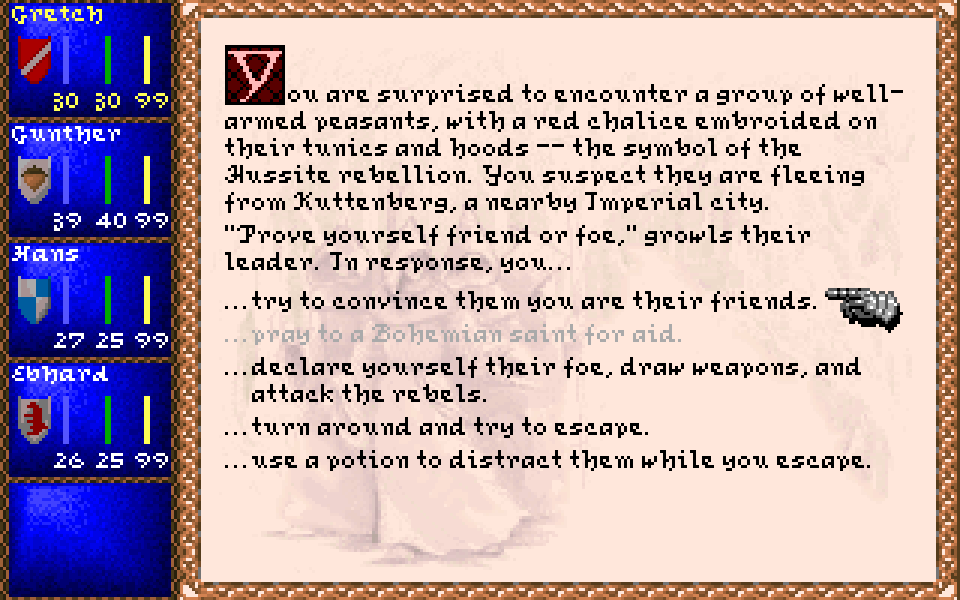 Gretch
30 30 99
Gunther
39 40 99
Hans
27 25 99
Ebhard
26 25 99
You are surprised to encounter a group of well-
armed peasants, with a red chalice embroided on
their tunics and hoods -- the symbol of the
Hussite rebellion. You suspect they are fleeing
from Kuttenberg, a nearby Imperial city.
"Prove yourself friend or foe," growls their
leader. In response, you...
...try to convince them you are their friends.
...pray to a Bohemian saint for aid.
...declare yourself their foe, draw weapons, and
attack the rebels.
...turn around and try to escape.
...use a potion to distract them while you escape.